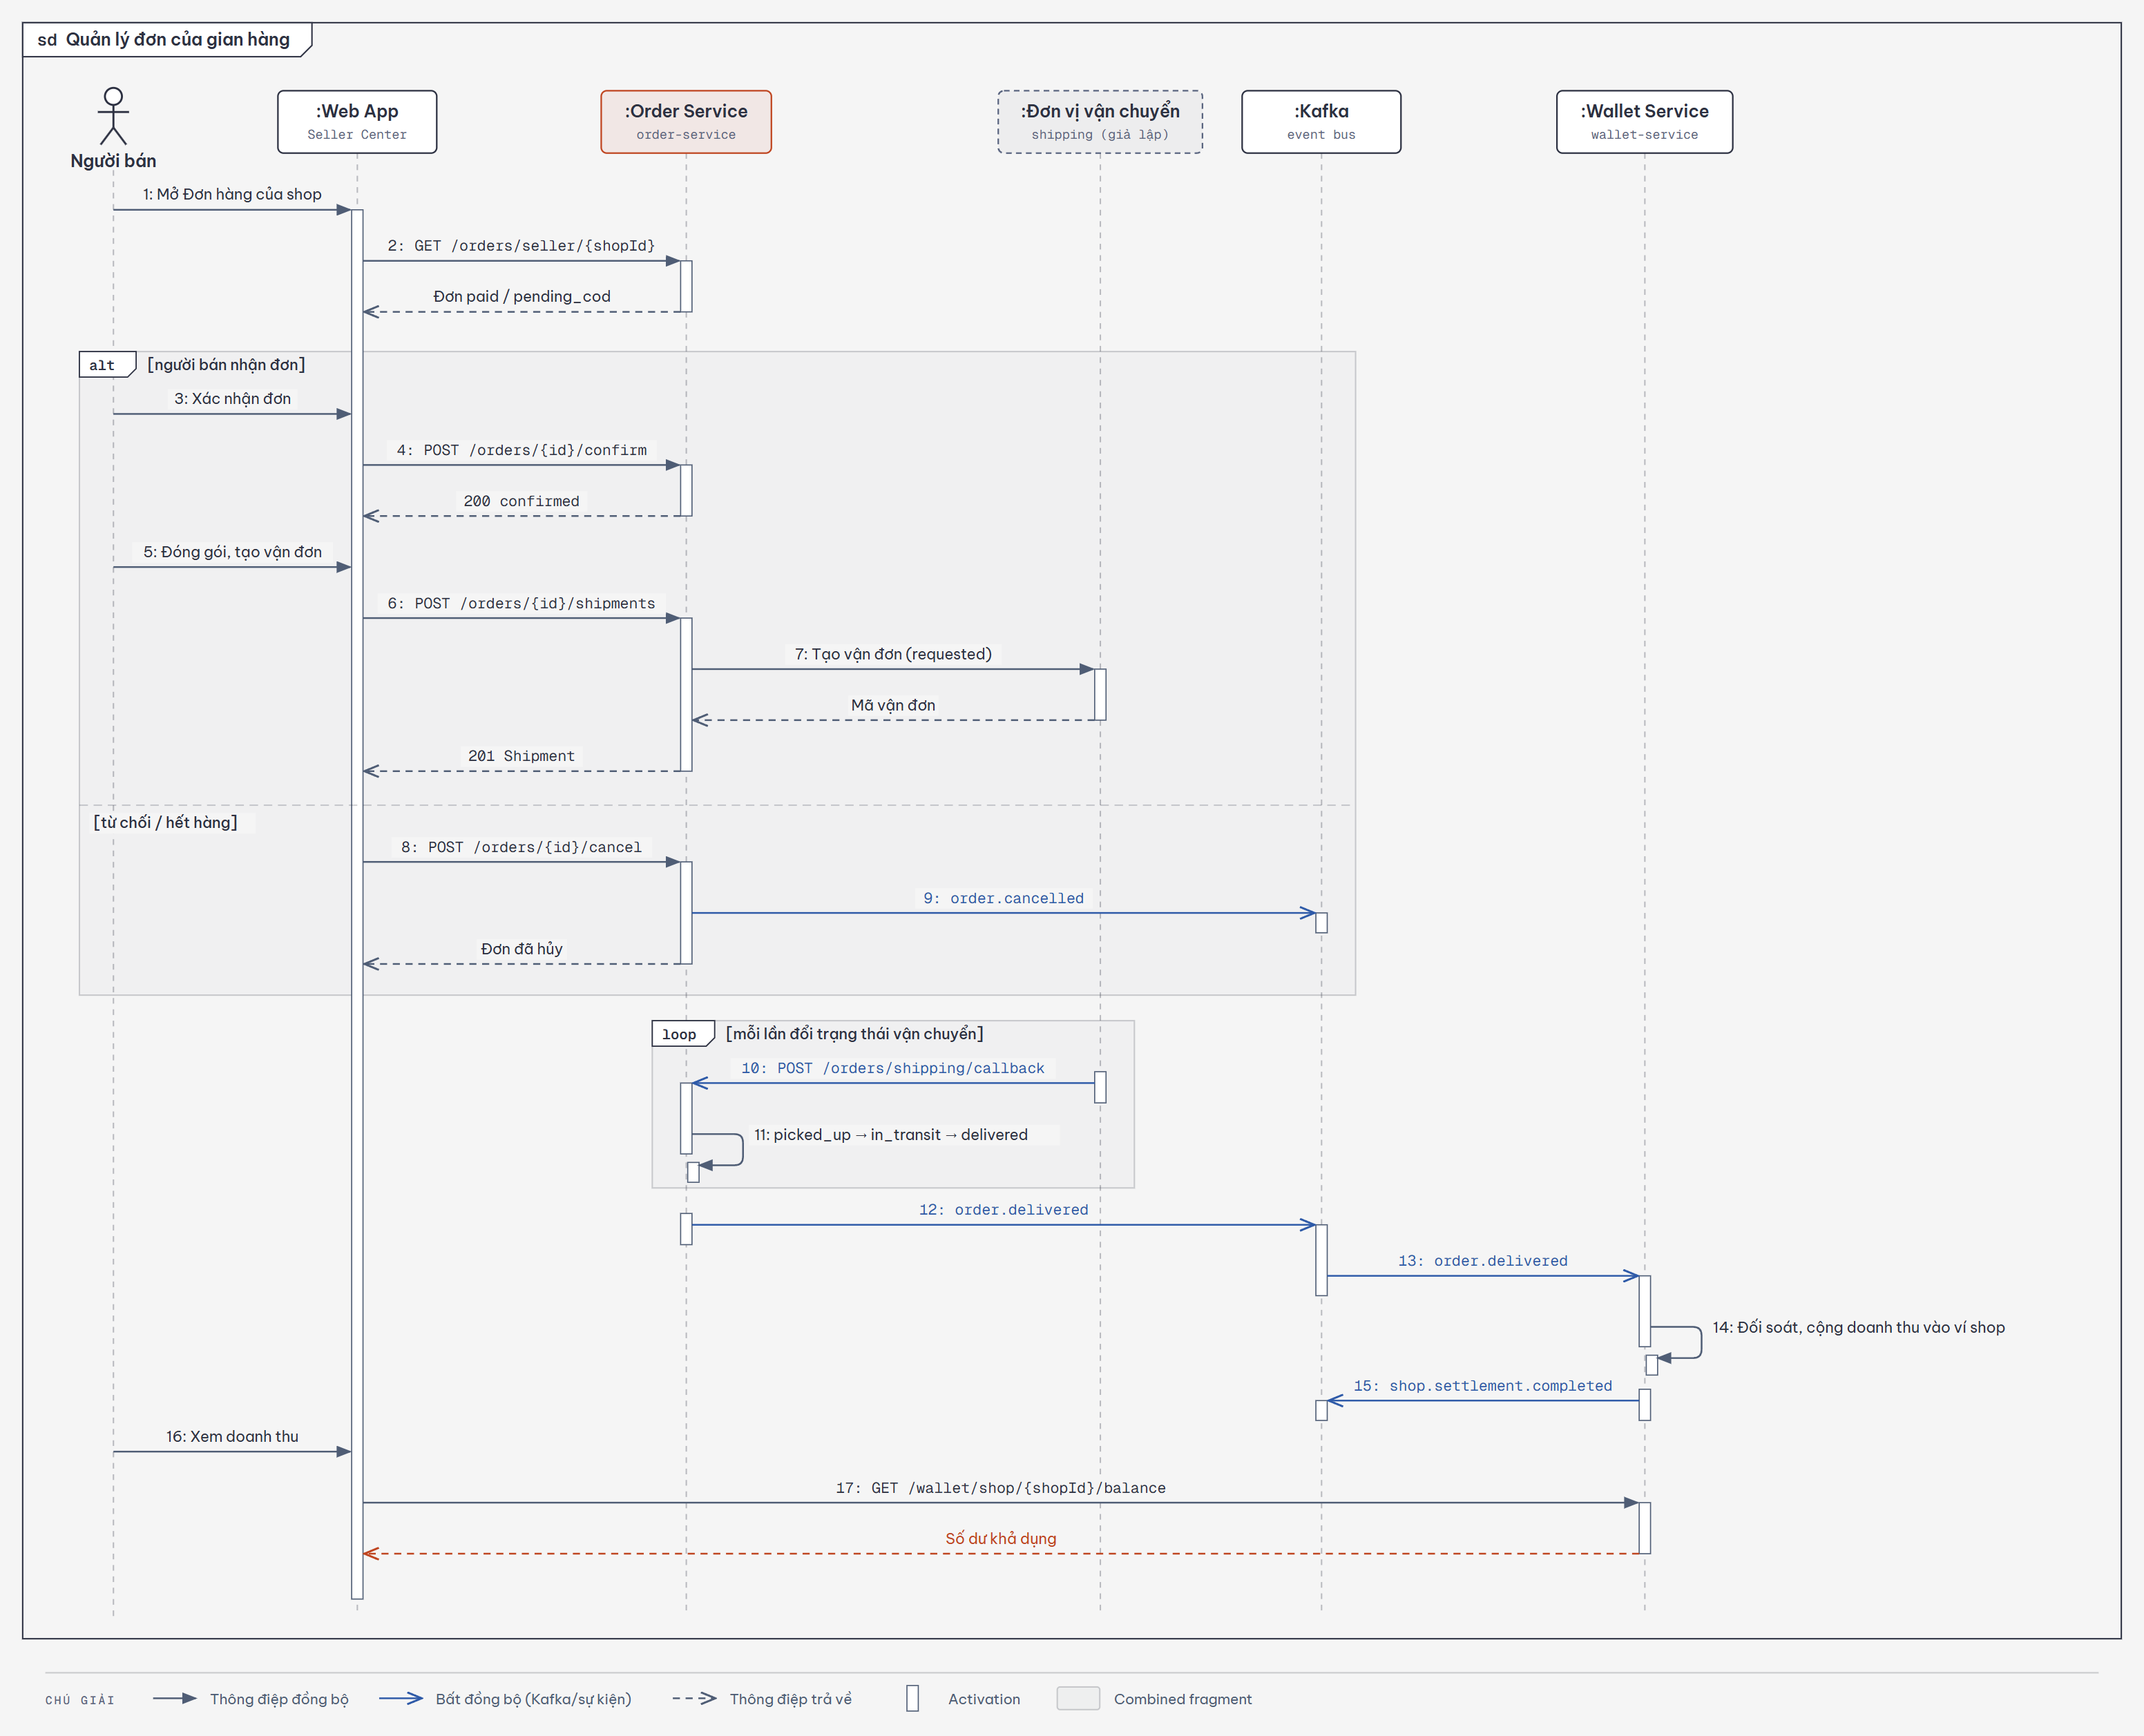 sd Quản lý đơn của gian hàng
:Web App
Seller Center
:Order Service
order-service
:Đơn vị vận chuyển
shipping (giả lập)
:Kafka
event bus
:Wallet Service
wallet-service
Người bán
1: Mở Đơn hàng của shop
2: GET /orders/seller/{shopId}
Đơn paid / pending_cod
alt [người bán nhận đơn]
3: Xác nhận đơn
4: POST /orders/{id}/confirm
200 confirmed
5: Đóng gói, tạo vận đơn
6: POST /orders/{id}/shipments
7: Tạo vận đơn (requested)
Mã vận đơn
201 Shipment
[từ chối / hết hàng]
8: POST /orders/{id}/cancel
9: order.cancelled
Đơn đã hủy
loop [mỗi lần đổi trạng thái vận chuyển]
10: POST /orders/shipping/callback
11: picked_up → in_transit → delivered
12: order.delivered
13: order.delivered
14: Đối soát, cộng doanh thu vào ví shop
15: shop.settlement.completed
16: Xem doanh thu
17: GET /wallet/shop/{shopId}/balance
Số dư khả dụng
CHÚ GIẢI
Thông điệp đồng bộ
Bất đồng bộ (Kafka/sự kiện)
Thông điệp trả về
Activation
Combined fragment